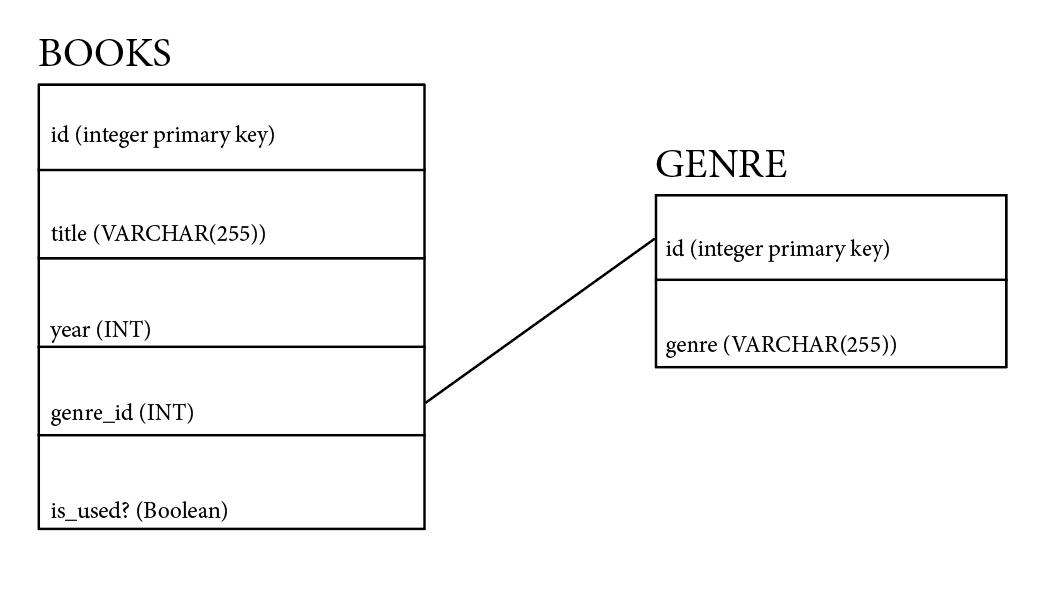 BOOKS
id (integer primary key)
title (VARCHAR(255))
year (INT)
genre_id (INT)
is_used? (Boolean)
GENRE
id (integer primary key)
genre (VARCHAR(255))